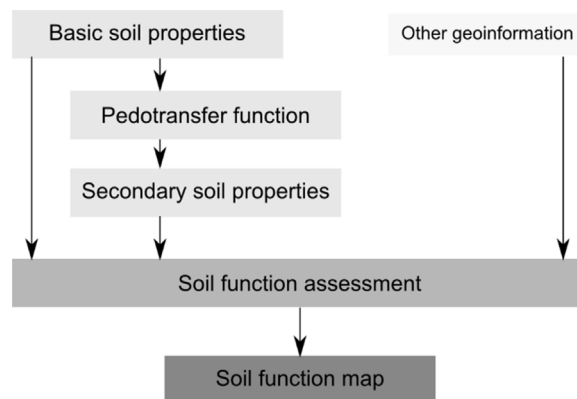 Basic soil properties
Other geoinformation
Pedotransfer function
Secondary soil properties
Soil function assessment
Soil function map